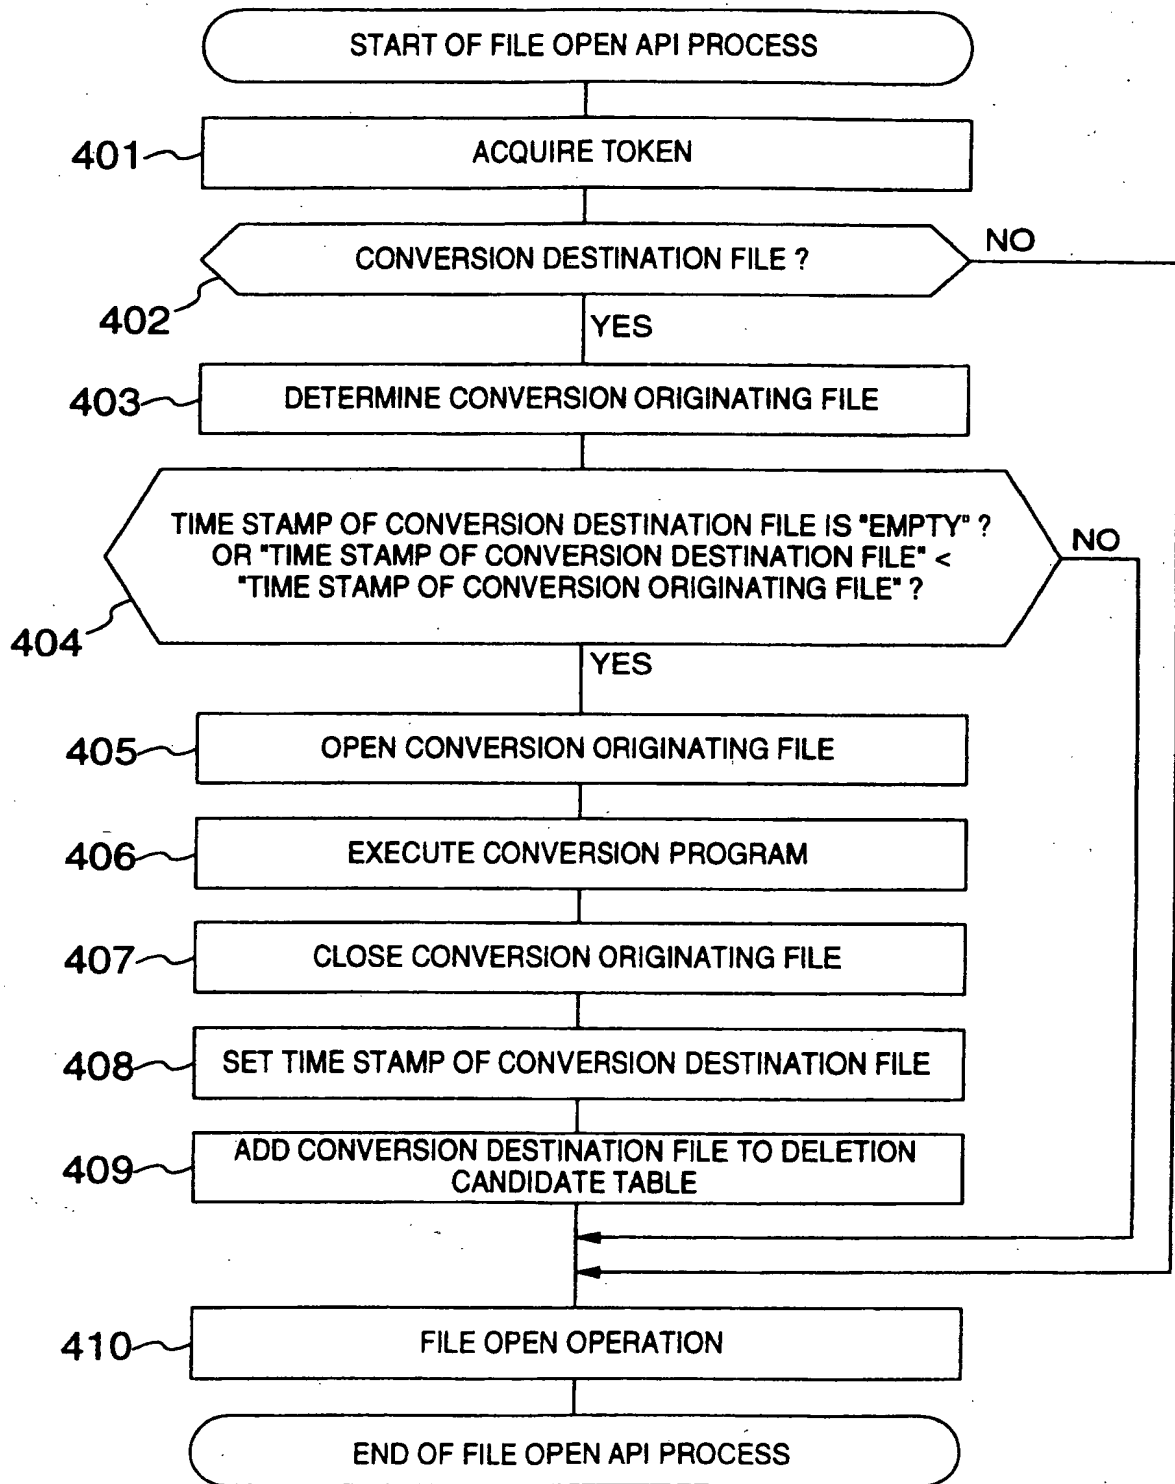 START OF FILE OPEN API PROCESS
401
ACQUIRE TOKEN
CONVERSION DESTINATION FILE ?
NO
402
YES
403
DETERMINE CONVERSION ORIGINATING FILE
TIME STAMP OF CONVERSION DESTINATION FILE IS "EMPTY" ?
OR "TIME STAMP OF CONVERSION DESTINATION FILE" <
"TIME STAMP OF CONVERSION ORIGINATING FILE" ?
NO
404
YES
405
OPEN CONVERSION ORIGINATING FILE
406
EXECUTE CONVERSION PROGRAM
407
CLOSE CONVERSION ORIGINATING FILE
408
SET TIME STAMP OF CONVERSION DESTINATION FILE
409
ADD CONVERSION DESTINATION FILE TO DELETION
CANDIDATE TABLE
410
FILE OPEN OPERATION
END OF FILE OPEN API PROCESS